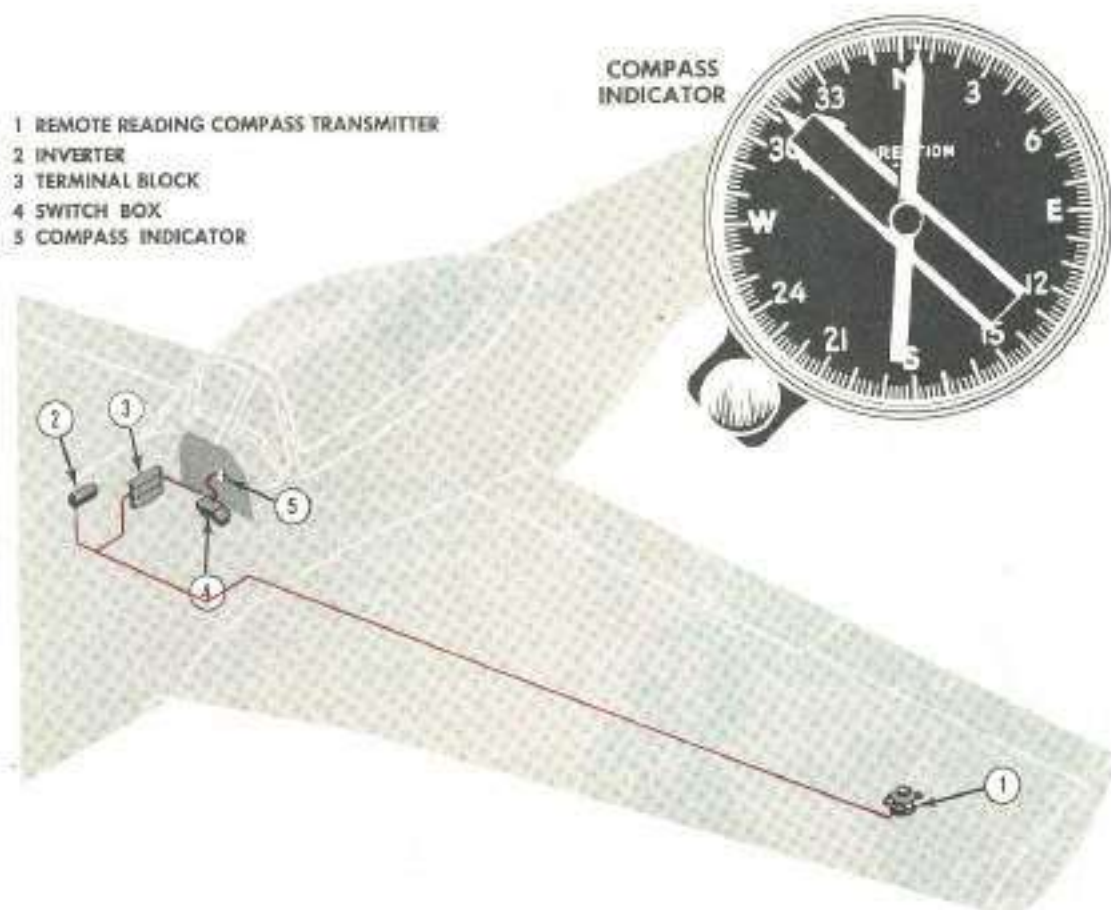 COMPASS
INDICATOR
1 REMOTE READING COMPASS TRANSMITTER
2 INVERTER
3 TERMINAL BLOCK
4 SWITCH BOX
5 COMPASS INDICATOR
N
33
3
30
6
W
E
24
12
21
15
S
2
3
5
4
1